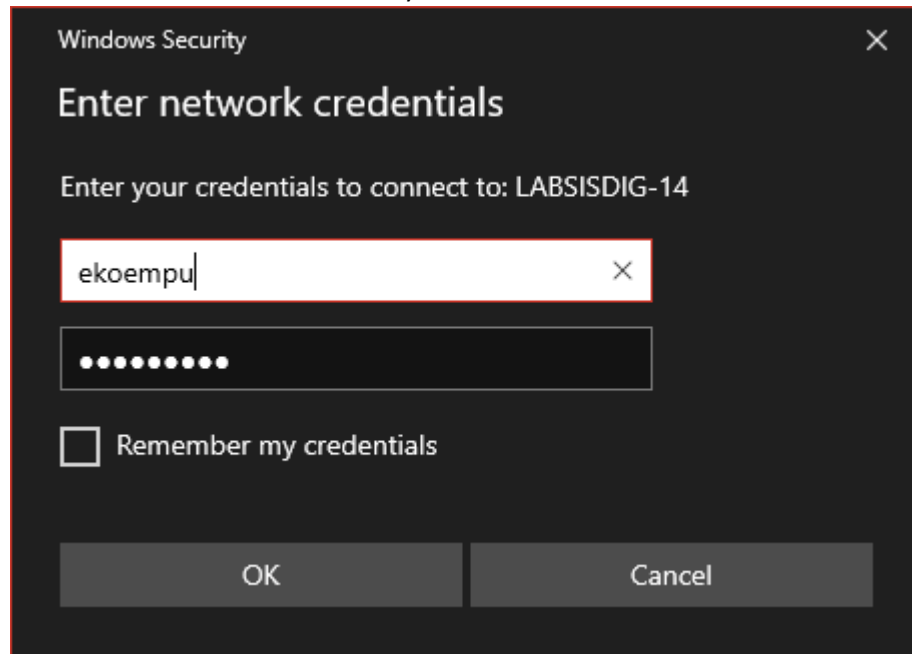 Windows Security
Enter network credentials
Enter your credentials to connect to: LABSISDIG-14
ekoempu
●●●●●●●●●
Remember my credentials
OK
Cancel